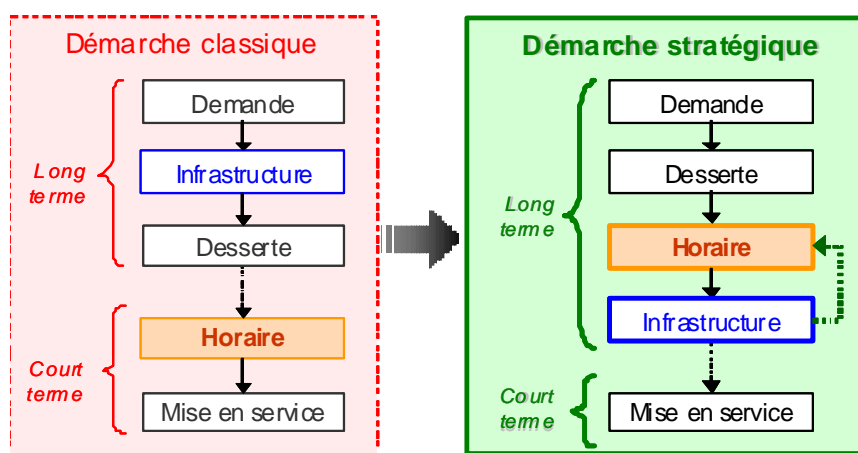 Démarche classique
Demande
Long
terme
Infrastructure
Desserte
Horaire
Court
terme
Mise en service
Démarche stratégique
Demande
Desserte
Long
terme
Horaire
Infrastructure
Court
terme
Mise en service